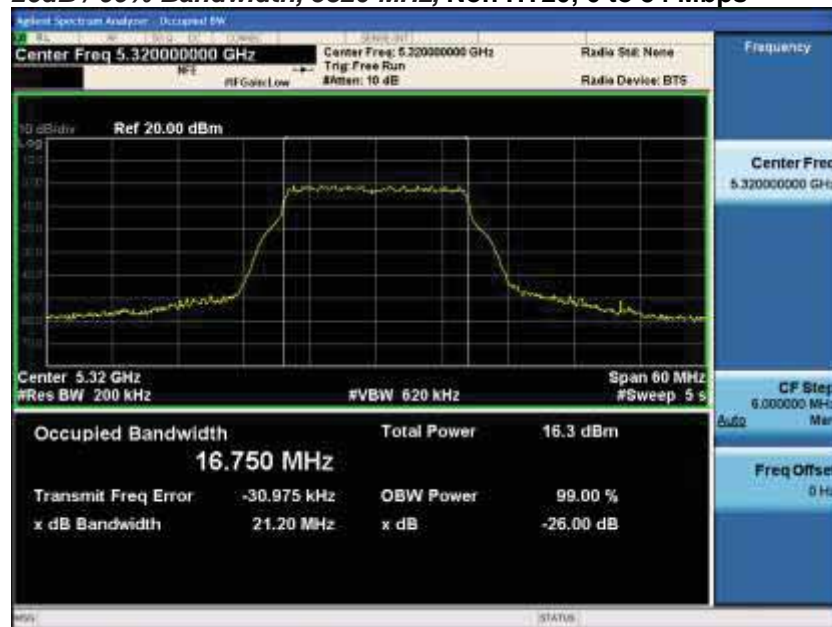 26dB / 99% Bandwidth, 5320 MHz, Non HT20, 6 to 54 Mbps
Agilent Spectrum Analyzer - Occupied BW
Center Freq 5.320000000 GHz
NFE
#IFGain:Low
Center Freq: 5.320000000 GHz
Trig: Free Run
#Atten: 10 dB
Radio Std: None
Radio Device: BTS
10 dB/div
Log
Ref 20.00 dBm
Center 5.32 GHz
Span 60 MHz
#Res BW 200 kHz
#VBW 620 kHz
#Sweep 5 s
Occupied Bandwidth
16.750 MHz
Total Power 16.3 dBm
Transmit Freq Error -30.975 kHz
OBW Power 99.00 %
x dB Bandwidth 21.20 MHz
x dB -26.00 dB
Frequency
Center Freq
5.320000000 GHz
CF Step
6.000000 MHz
Auto Man
Freq Offset
0 Hz
MSG
STATUS